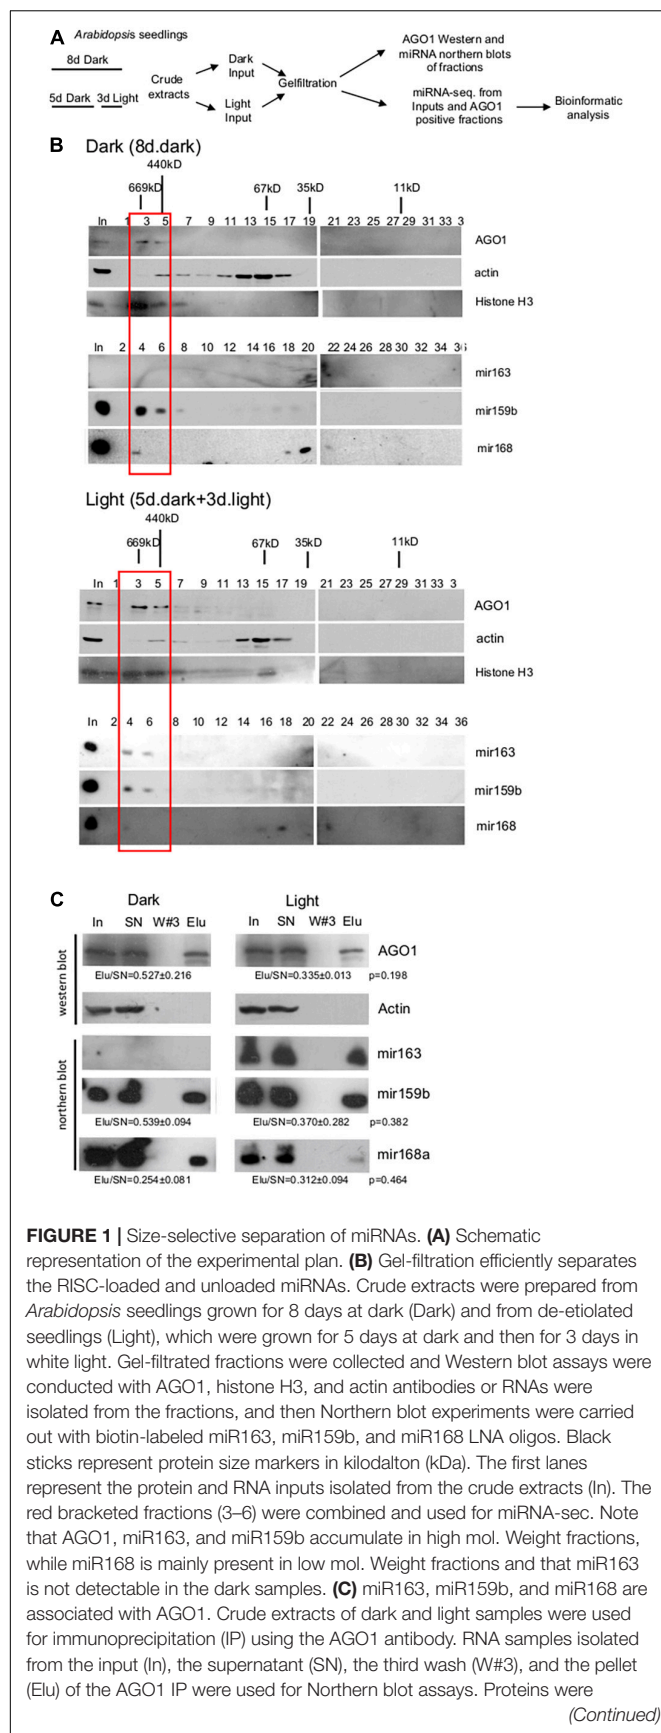 A
Arabidopsis seedlings
8d Dark
5d Dark 3d Light
Crude
extracts
Dark
Input
Light
Input
Gelfiltration
AGO1 Western and
miRNA northern blots
of fractions
miRNA-seq. from
Inputs and AGO1
positive fractions
Bioinformatic
analysis
B
Dark (8d.dark)
440kD
669kD 67kD 35kD 11kD
In 1 3 5 7 9 11 13 15 17 19 21 23 25 27 29 31 33 3
AGO1
actin
Histone H3
In 2 4 6 8 10 12 14 16 18 20 22 24 26 28 30 32 34 36
mir163
mir159b
mir168
Light (5d.dark+3d.light)
440kD
669kD 67kD 35kD 11kD
In 1 3 5 7 9 11 13 15 17 19 21 23 25 27 29 31 33 3
AGO1
actin
Histone H3
In 2 4 6 8 10 12 14 16 18 20 22 24 26 28 30 32 34 36
mir163
mir159b
mir168
C
Dark Light
In SN W#3 Elu In SN W#3 Elu
western blot
AGO1
Elu/SN=0.527±0.216 Elu/SN=0.335±0.013 p=0.198
Actin
northern blot
mir163
mir159b
Elu/SN=0.539±0.094 Elu/SN=0.370±0.282 p=0.382
mir168a
Elu/SN=0.254±0.081 Elu/SN=0.312±0.094 p=0.464
FIGURE 1 | Size-selective separation of miRNAs. (A) Schematic
representation of the experimental plan. (B) Gel-filtration efficiently separates
the RISC-loaded and unloaded miRNAs. Crude extracts were prepared from
Arabidopsis seedlings grown for 8 days at dark (Dark) and from de-etiolated
seedlings (Light), which were grown for 5 days at dark and then for 3 days in
white light. Gel-filtrated fractions were collected and Western blot assays were
conducted with AGO1, histone H3, and actin antibodies or RNAs were
isolated from the fractions, and then Northern blot experiments were carried
out with biotin-labeled miR163, miR159b, and miR168 LNA oligos. Black
sticks represent protein size markers in kilodalton (kDa). The first lanes
represent the protein and RNA inputs isolated from the crude extracts (In). The
red bracketed fractions (3–6) were combined and used for miRNA-sec. Note
that AGO1, miR163, and miR159b accumulate in high mol. Weight fractions,
while miR168 is mainly present in low mol. Weight fractions and that miR163
is not detectable in the dark samples. (C) miR163, miR159b, and miR168 are
associated with AGO1. Crude extracts of dark and light samples were used
for immunoprecipitation (IP) using the AGO1 antibody. RNA samples isolated
from the input (In), the supernatant (SN), the third wash (W#3), and the pellet
(Elu) of the AGO1 IP were used for Northern blot assays. Proteins were
(Continued)